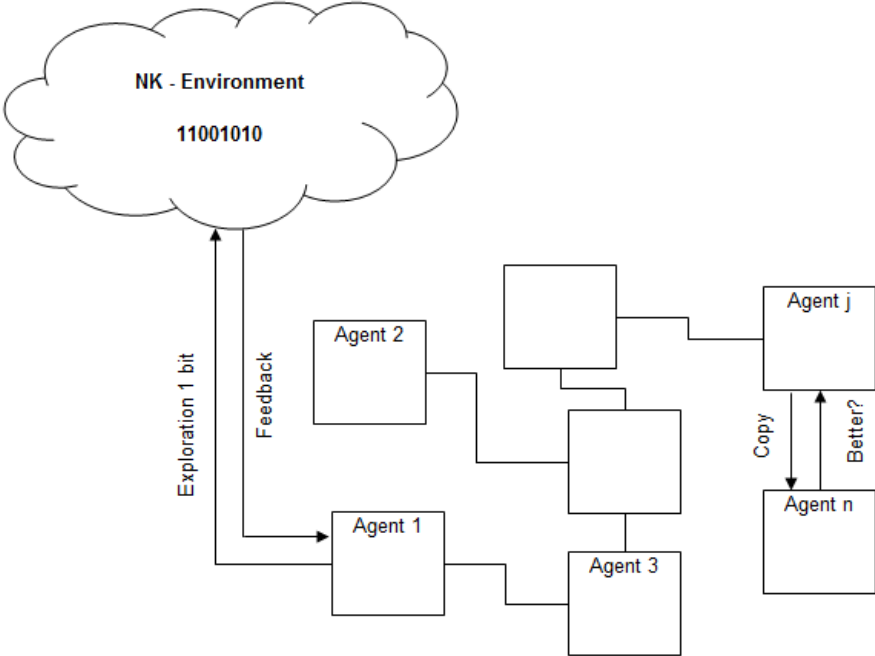 NK - Environment
11001010
Exploration 1 bit
Feedback
Agent 2
Agent 1
Agent 3
Agent j
Copy
Better?
Agent n